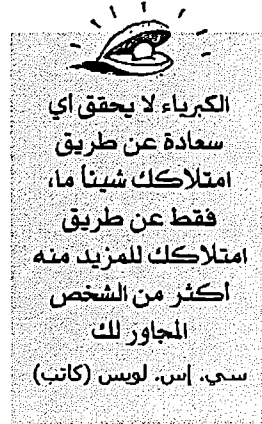 الكبرياء لا يحقق اي
سعادة عن طريق
امتلاكك شيئاً ما،
فقط عن طريق
امتلاكك للمزيد منه
أكثر من الشخص
المجاور لك
سي. إس. لويس (كاتب)